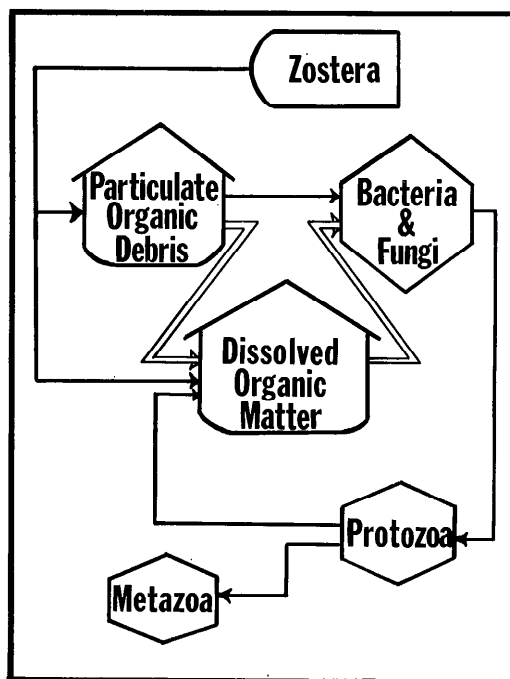 Zostera
Particulate
Organic
Debris
Bacteria
&
Fungi
Dissolved
Organic
Matter
Protozoa
Metazoa